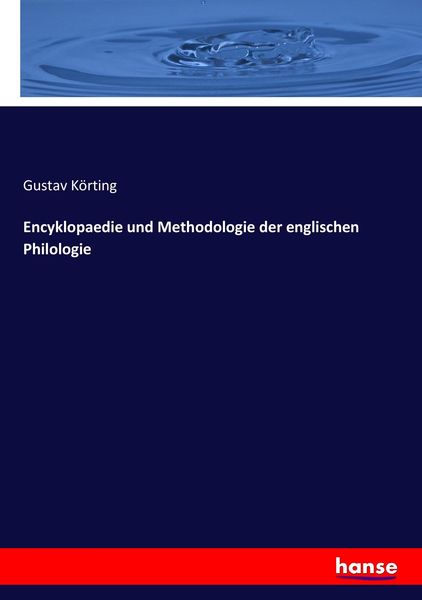 Gustav Körting
Encyklopaedie und Methodologie der englischen
Philologie
hanse